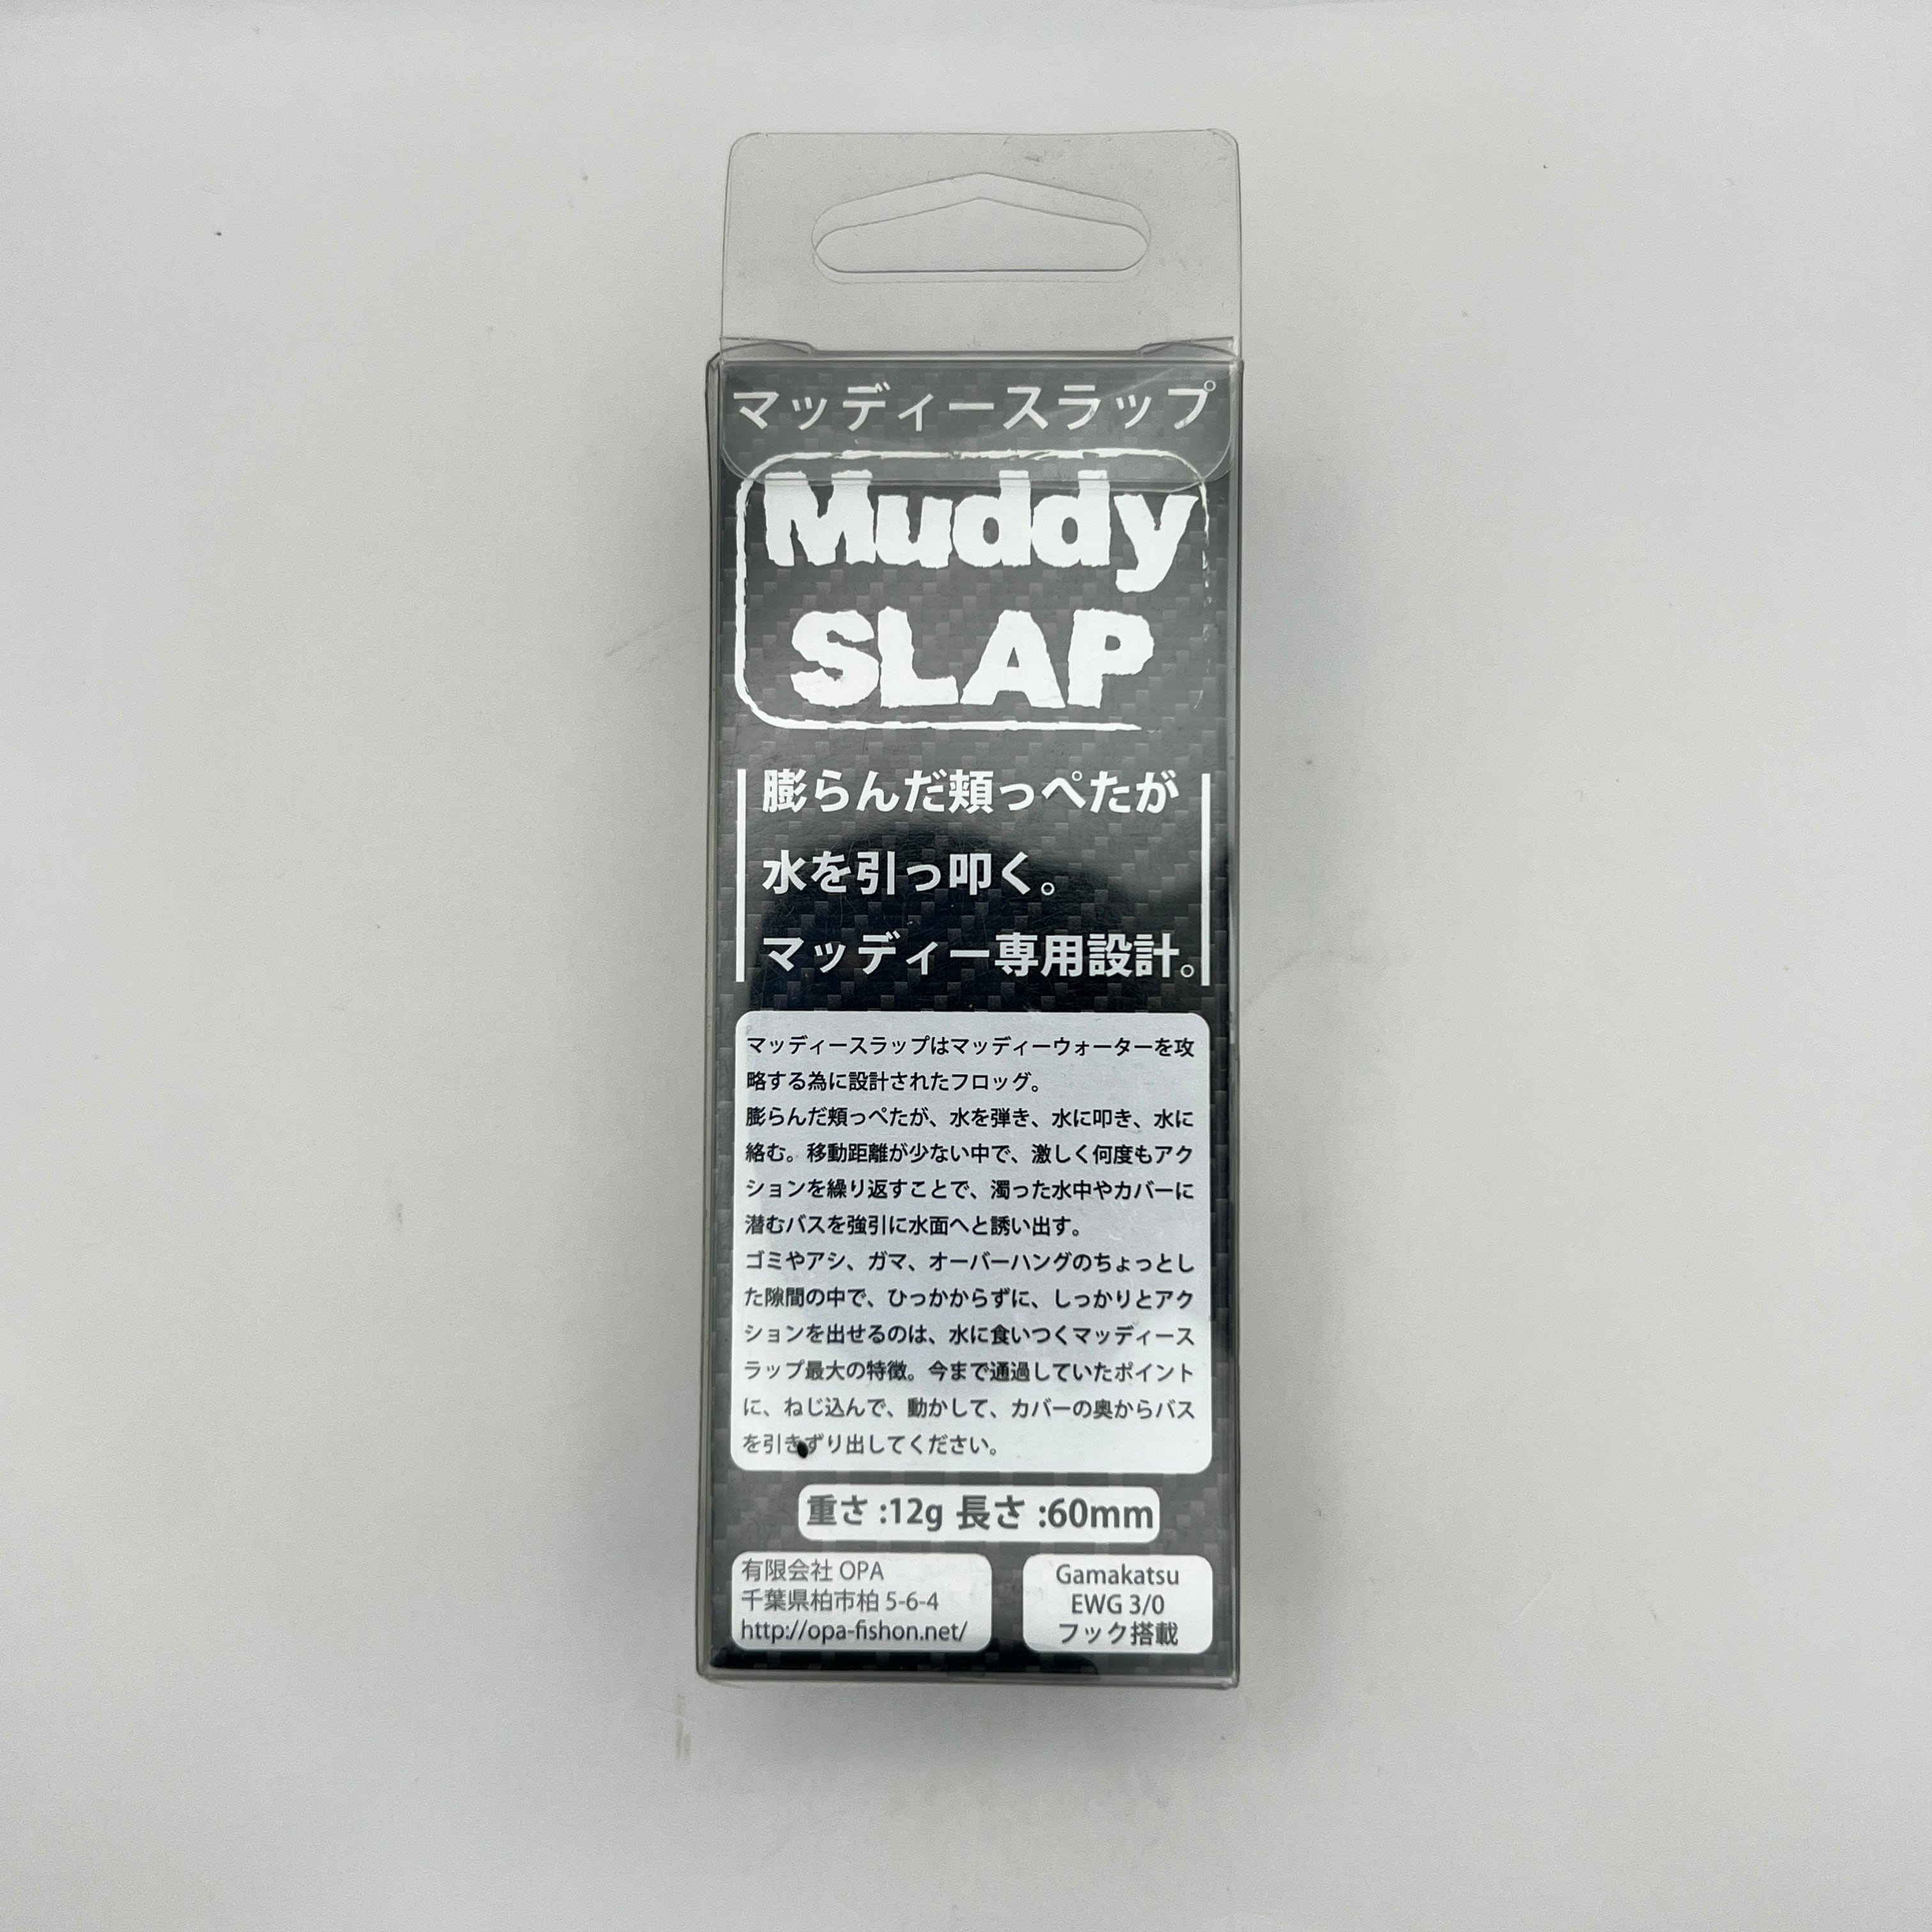 マッディースラップ
Muddy
SLAP
膨らんだ頬っぺたが
水を引っ叩く。
マッディー専用設計。
マッディースラップはマッディーウォーターを攻
略する為に設計されたフロッグ。
膨らんだ頬っぺたが、水を弾き、水に叩き、水に
絡む。移動距離が少ない中で、激しく何度もアク
ションを繰り返すことで、濁った水中やカバーに
潜むバスを強引に水面へと誘い出す。
ゴミやアシ、ガマ、オーバーハングのちょっとし
た隙間の中で、ひっかからずに、しっかりとアク
ションを出せるのは、水に食いつくマッディース
ラップ最大の特徴。今まで通過していたポイント
に、ねじ込んで、動かして、カバーの奥からバス
を引きずり出してください。
重さ :12g 長さ :60mm
有限会社 OPA
千葉県柏市柏 5-6-4
http://opa-fishon.net/
Gamakatsu
EWG 3/0
フック搭載